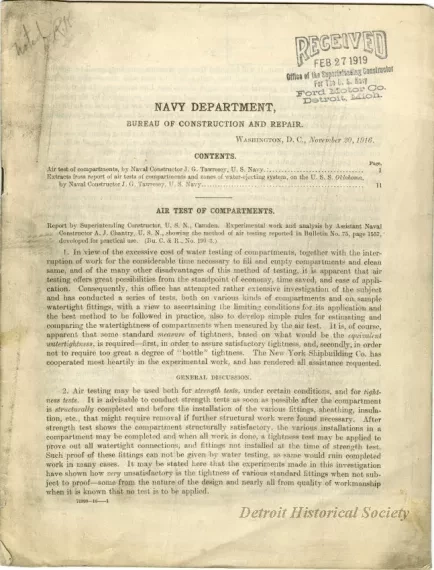 noted
RECEIVED
FEB 27 1919
Office of the Superintending Constructor
For The U. S. Navy
Ford Motor Co.
Detroit, Mich.
NAVY DEPARTMENT,
BUREAU OF CONSTRUCTION AND REPAIR.
WASHINGTON, D. C., November 20, 1916.
CONTENTS.
Page.
Air test of compartments, by Naval Constructor J. G. Tawresey, U. S. Navy 1
Extracts from report of air tests of compartments and zones of water-ejecting system, on the U. S. S. Oklahoma,
by Naval Constructor J. G. Tawresey, U. S. Navy 11
AIR TEST OF COMPARTMENTS.
Report by Superintending Constructor, U. S. N., Camden. Experimental work and analysis by Assistant Naval
Constructor A. J. Chantry, U. S. N., showing the method of air testing reported in Bulletin No. 75, page 1557,
developed for practical use. (Bu. C. & R., No.
1. In view of the excessive cost of water testing of compartments, together with the inter-
ruption of work for the considerable time necessary to fill and empty compartments and clean
same, and of the many other disadvantages of this method of testing, it is apparent that air
testing offers great possibilities from the standpoint of economy, time saved, and ease of appli-
cation. Consequently, this office has attempted rather extensive investigation of the subject
and has conducted a series of tests, both on various kinds of compartments and on sample
watertight fittings, with a view to ascertaining the limiting conditions for its application and
the best method to be followed in practice, also to develop simple rules for estimating and
comparing the watertightness of compartments when measured by the air test. It is, of course,
apparent that some standard measure of tightness, based on what would be the equivalent
watertightness, is required—first, in order to assure satisfactory tightness, and, secondly, in order
not to require too great a degree of "bottle" tightness. The New York Shipbuilding Co. has
cooperated most heartily in the experimental work, and has rendered all assistance requested.
GENERAL DISCUSSION.
2. Air testing may be used both for strength tests, under certain conditions, and for tight-
ness tests. It is advisable to conduct strength tests as soon as possible after the compartment
is structurally completed and before the installation of the various fittings, sheathing, insula-
tion, etc., that might require removal if further structural work were found necessary. After
strength test shows the compartment structurally satisfactory, the various installations in a
compartment may be completed and when all work is done, a tightness test may be applied to
prove out all watertight connections, and fittings not installed at the time of strength test.
Such proof of these fittings can not be given by water testing, as same would ruin completed
work in many cases. It may be stated here that the experiments made in this investigation
have shown how very unsatisfactory is the tightness of various standard fittings when not sub-
ject to proof—some from the nature of the design and nearly all from quality of workmanship
when it is known that no test is to be applied.
Detroit Historical Society